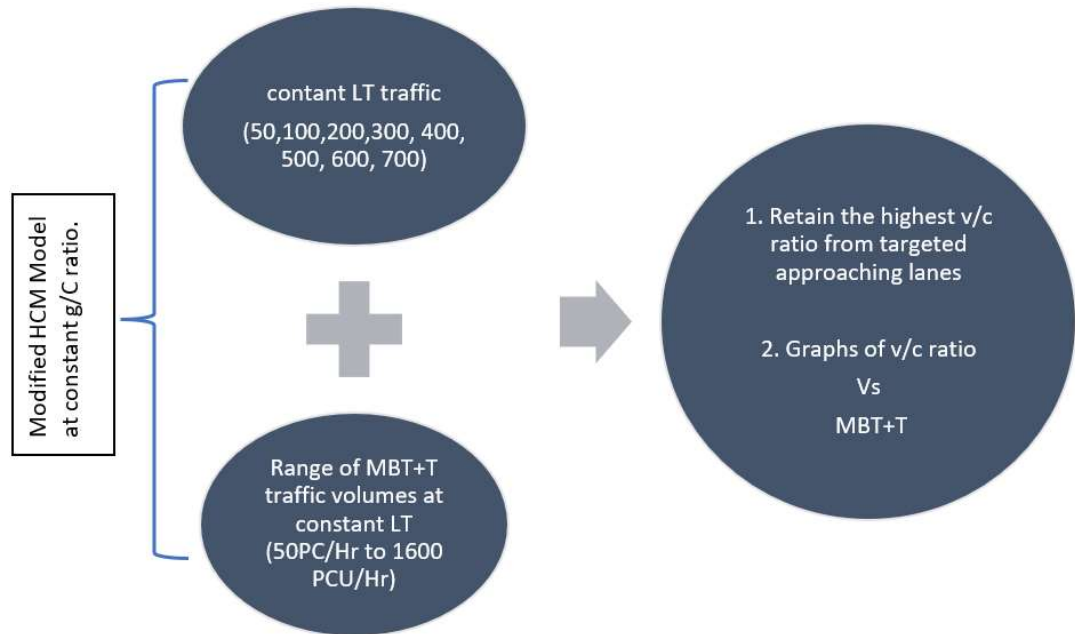 Modified HCM Model
at constant g/C ratio.
contant LT traffic
(50,100,200,300, 400,
500, 600, 700)
Range of MBT+T
traffic volumes at
constant LT
(50PC/Hr to 1600
PCU/Hr)
1. Retain the highest v/c
ratio from targeted
approaching lanes
2. Graphs of v/c ratio
Vs
MBT+T